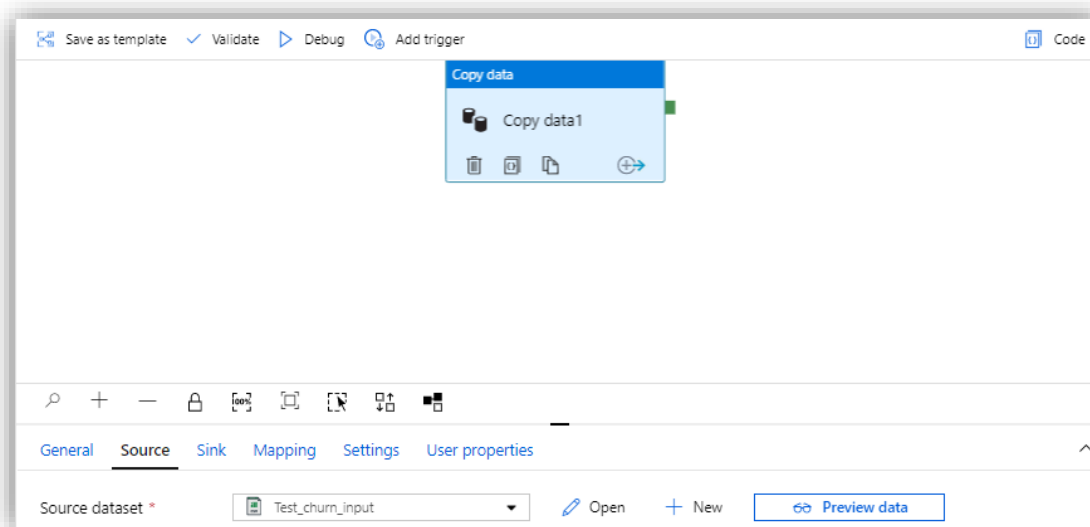 Save as template Validate Debug Add trigger Code
Copy data
Copy data1
100%
General Source Sink Mapping Settings User properties
Source dataset * Test_churn_input Open New Preview data